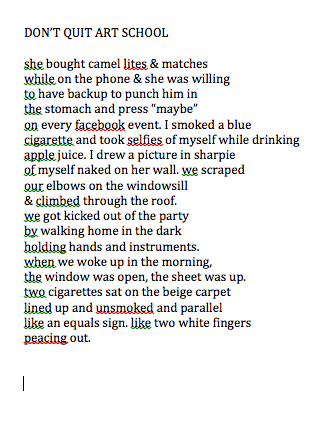 DON’T QUIT ART SCHOOL
she bought camel lites & matches
while on the phone & she was willing
to have backup to punch him in
the stomach and press “maybe”
on every facebook event. I smoked a blue
cigarette and took selfies of myself while drinking
apple juice. I drew a picture in sharpie
of myself naked on her wall. we scraped
our elbows on the windowsill
& climbed through the roof.
we got kicked out of the party
by walking home in the dark
holding hands and instruments.
when we woke up in the morning,
the window was open, the sheet was up.
two cigarettes sat on the beige carpet
lined up and unsmoked and parallel
like an equals sign. like two white fingers
peacing out.